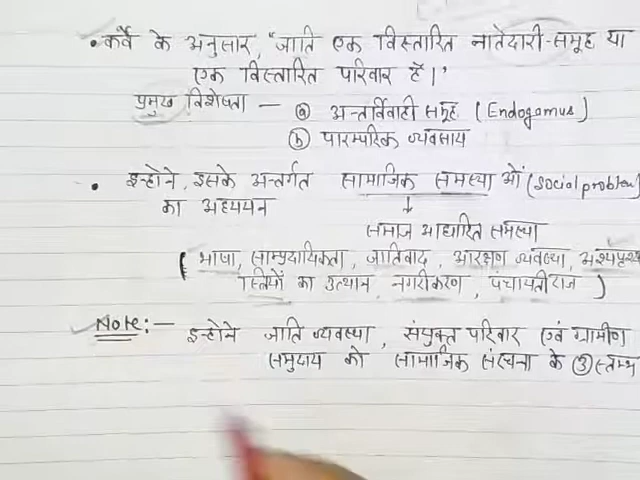 • कर्वे के अनुसार, "जाति एक विस्तारित नातेदारी-समूह या
एक विस्तारित परिवार है।"
प्रमुख विशेषता — ⓐ अन्तर्विवाही समूह (Endogamus)
ⓑ पारम्परिक व्यवसाय
• इन्होने, इसके अन्तर्गत सामाजिक समस्याओं (social problem)
का अध्ययन ↓
समाज आधारित समस्या
( भाषा, साम्प्रदायिकता, जातिवाद, आरक्षण व्यवस्था, अश्पृश्य
स्त्रियों का उत्थान, नगरीकरण, पंचायतीराज )
Note:— इन्होने जाति व्यवस्था, संयुक्त परिवार एवं ग्रामीण
समुदाय को सामाजिक संरचना के ③ स्तम्भ